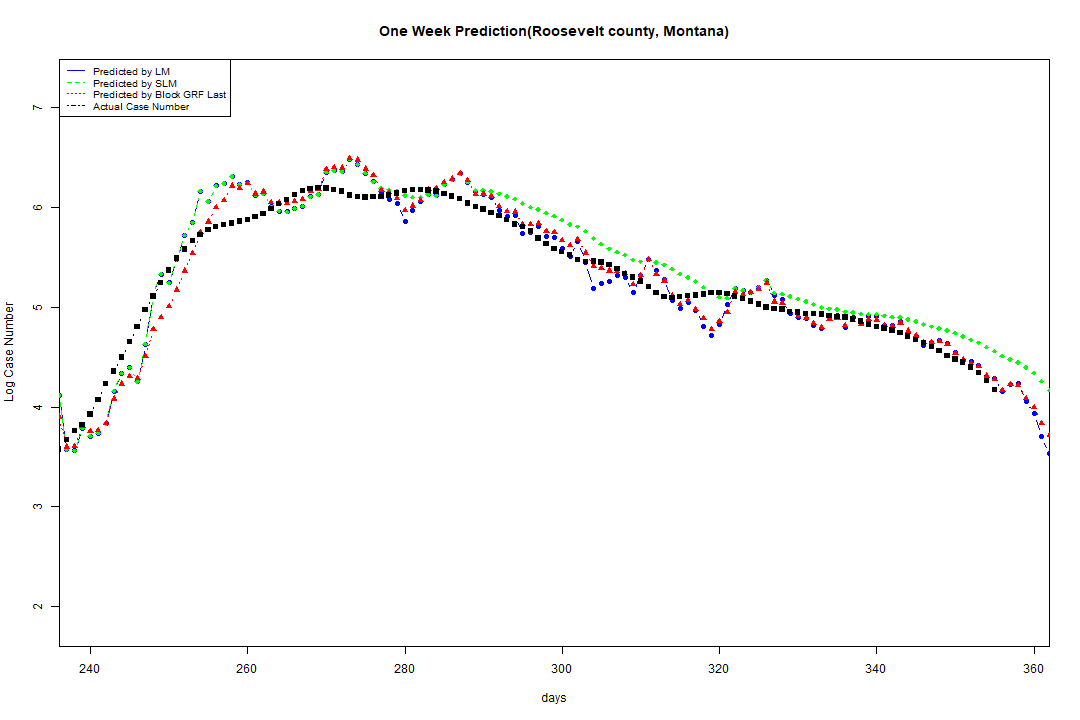 One Week Prediction(Roosevelt county, Montana)
Predicted by LM
Predicted by SLM
Predicted by Block GRF Last
Actual Case Number
7
6
5
4
3
2
Log Case Number
240 260 280 300 320 340 360
days